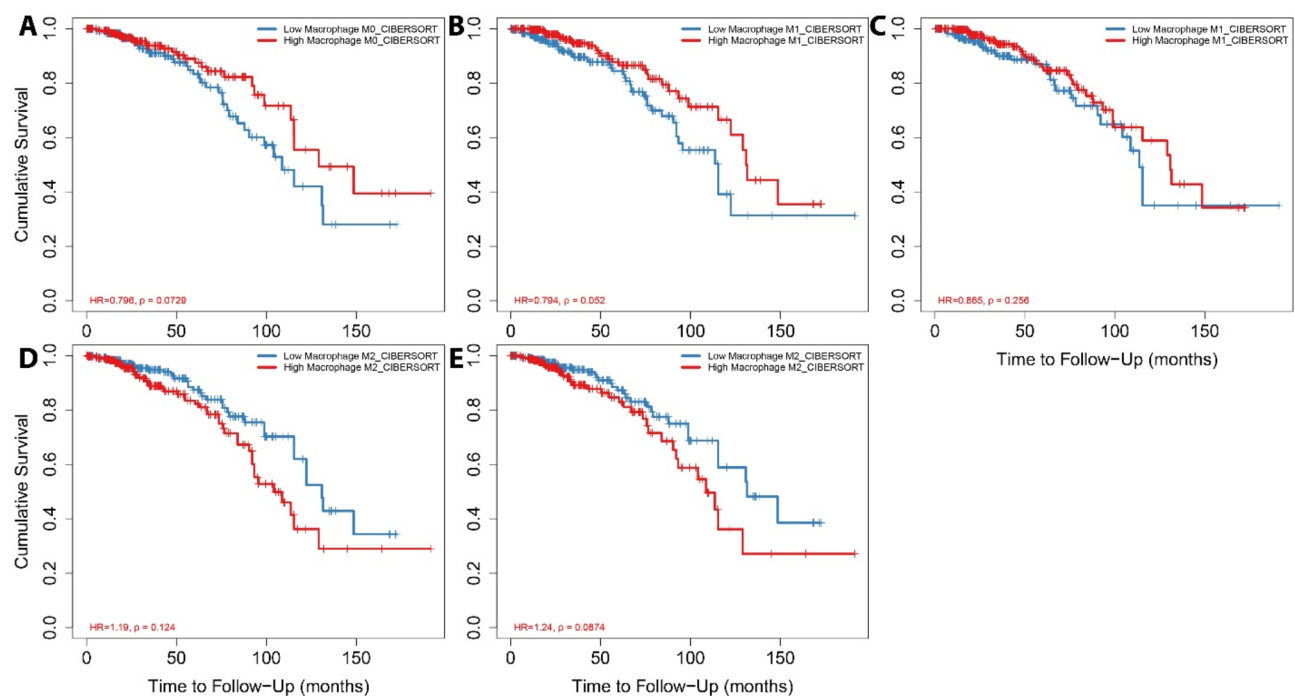 A
Low Macrophage M0_CIBERSORT
High Macrophage M0_CIBERSORT
Cumulative Survival
1.0
0.8
0.6
0.4
0.2
0.0
HR=0.796, p = 0.0729
0 50 100 150
B
Low Macrophage M1_CIBERSORT
High Macrophage M1_CIBERSORT
1.0
0.8
0.6
0.4
0.2
0.0
HR=0.794, p = 0.052
0 50 100 150
C
Low Macrophage M1_CIBERSORT
High Macrophage M1_CIBERSORT
1.0
0.8
0.6
0.4
0.2
0.0
HR=0.865, p = 0.256
0 50 100 150
Time to Follow-Up (months)
D
Low Macrophage M2_CIBERSORT
High Macrophage M2_CIBERSORT
Cumulative Survival
1.0
0.8
0.6
0.4
0.2
0.0
HR=1.19, p = 0.124
0 50 100 150
Time to Follow-Up (months)
E
Low Macrophage M2_CIBERSORT
High Macrophage M2_CIBERSORT
1.0
0.8
0.6
0.4
0.2
0.0
HR=1.24, p = 0.0874
0 50 100 150
Time to Follow-Up (months)